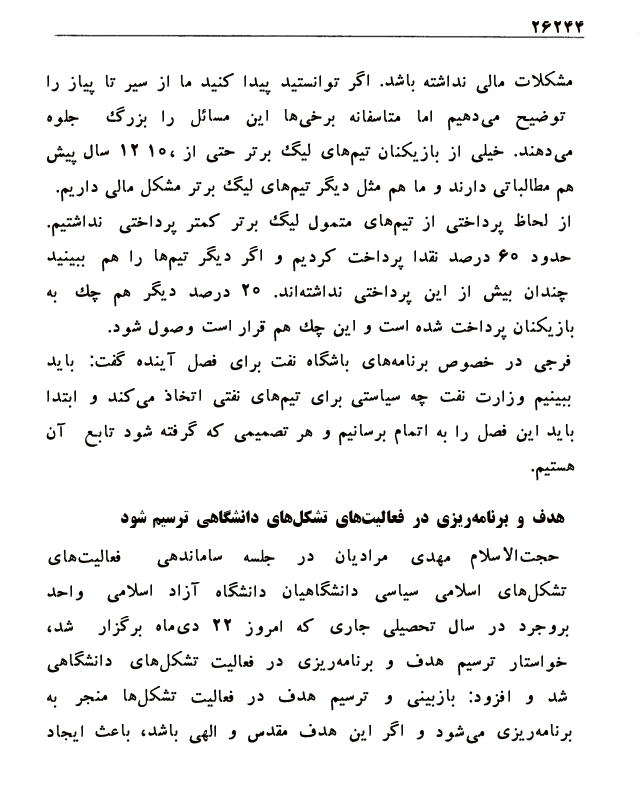 ۲۶۲۴۴
مشکلات مالی نداشته باشد. اگر توانستید پیدا کنید ما از سیر تا پیاز را
توضیح می‌دهیم اما متاسفانه برخی‌ها این مسائل را بزرگ جلوه
می‌دهند. خیلی از بازیکنان تیم‌های لیگ برتر حتی از ،۱۰ ۱۲ سال پیش
هم مطالباتی دارند و ما هم مثل دیگر تیم‌های لیگ برتر مشکل مالی داریم.
از لحاظ پرداختی از تیم‌های متمول لیگ برتر کمتر پرداختی نداشتیم.
حدود ۶۰ درصد نقدا پرداخت کردیم و اگر دیگر تیم‌ها را هم ببینید
چندان بیش از این پرداختی نداشته‌اند. ۲۰ درصد دیگر هم چك به
بازیکنان پرداخت شده است و این چك هم قرار است وصول شود.
فرجی در خصوص برنامه‌های باشگاه نفت برای فصل آینده گفت: باید
ببینیم وزارت نفت چه سیاستی برای تیم‌های نفتی اتخاذ می‌کند و ابتدا
باید این فصل را به اتمام برسانیم و هر تصمیمی که گرفته شود تابع آن
هستیم.
هدف و برنامه‌ریزی در فعالیت‌های تشکل‌های دانشگاهی ترسیم شود
حجت‌الاسلام مهدی مرادیان در جلسه ساماندهی فعالیت‌های
تشکل‌های اسلامی سیاسی دانشگاهیان دانشگاه آزاد اسلامی واحد
بروجرد در سال تحصیلی جاری که امروز ۲۲ دی‌ماه برگزار شد،
خواستار ترسیم هدف و برنامه‌ریزی در فعالیت تشکل‌های دانشگاهی
شد و افزود: بازبینی و ترسیم هدف در فعالیت تشکل‌ها منجر به
برنامه‌ریزی می‌شود و اگر این هدف مقدس و الهی باشد، باعث ایجاد